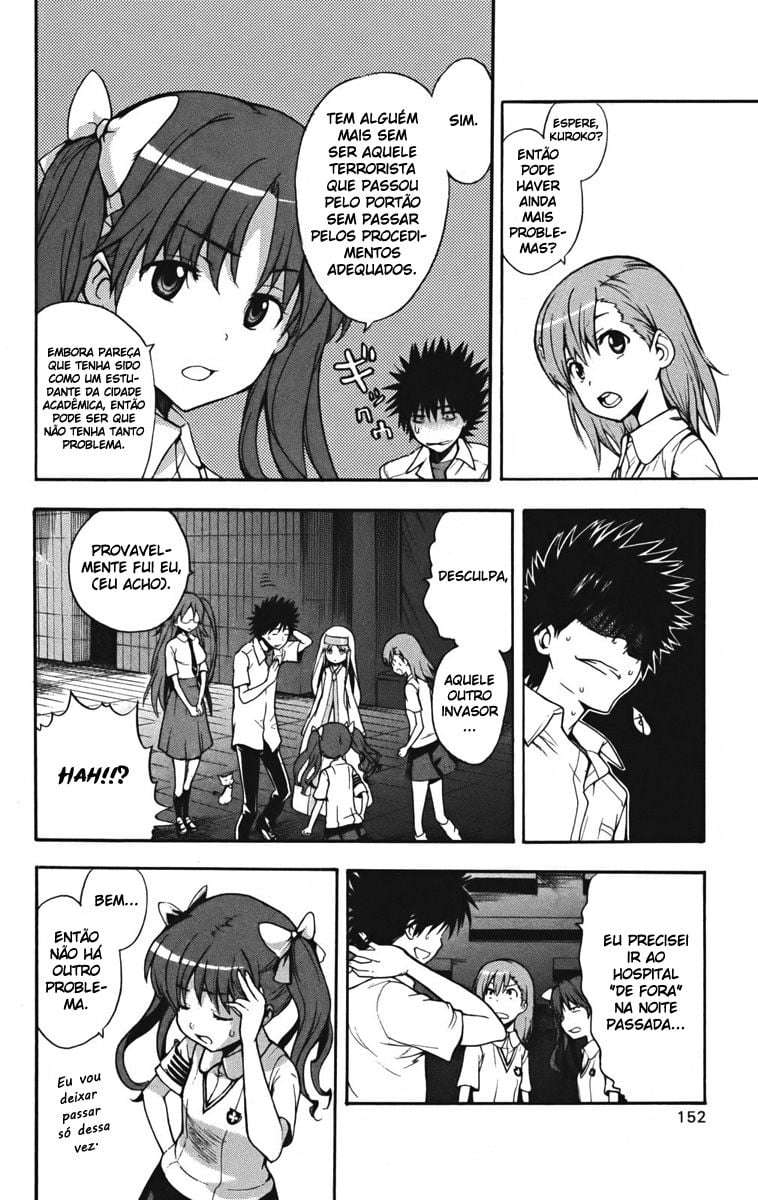 ESPERE,
KUROKO?
ENTÃO
PODE
HAVER
AINDA
MAIS
PROBLE-
MAS?
SIM.
TEM ALGUÉM
MAIS SEM
SER AQUELE
TERRORISTA
QUE PASSOU
PELO PORTÃO
SEM PASSAR
PELOS PROCEDI-
MENTOS
ADEQUADOS.
EMBORA PAREÇA
QUE TENHA SIDO
COMO UM ESTU-
DANTE DA CIDADE
ACADÊMICA, ENTÃO
PODE SER QUE
NÃO TENHA TANTO
PROBLEMA.
ギクッ
DESCULPA,
AQUELE
OUTRO
INVASOR
...
PROVAVEL-
MENTE FUI EU,
(EU ACHO).
HAH!!?
EU PRECISEI
IR AO
HOSPITAL
"DE FORA"
NA NOITE
PASSADA...
BEM...
ENTÃO
NÃO HÁ
OUTRO
PROBLE-
MA.
Eu vou
deixar
passar
só dessa
vez.
152